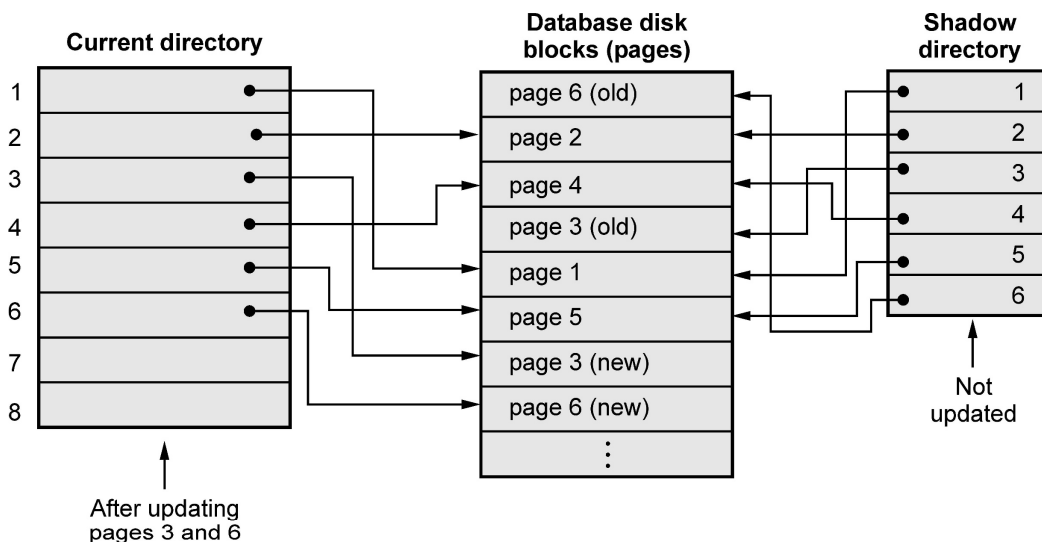 Current directory
1
2
3
4
5
6
7
8
After updating
pages 3 and 6
Database disk
blocks (pages)
page 6 (old)
page 2
page 4
page 3 (old)
page 1
page 5
page 3 (new)
page 6 (new)
⋮
Shadow
directory
1
2
3
4
5
6
Not
updated